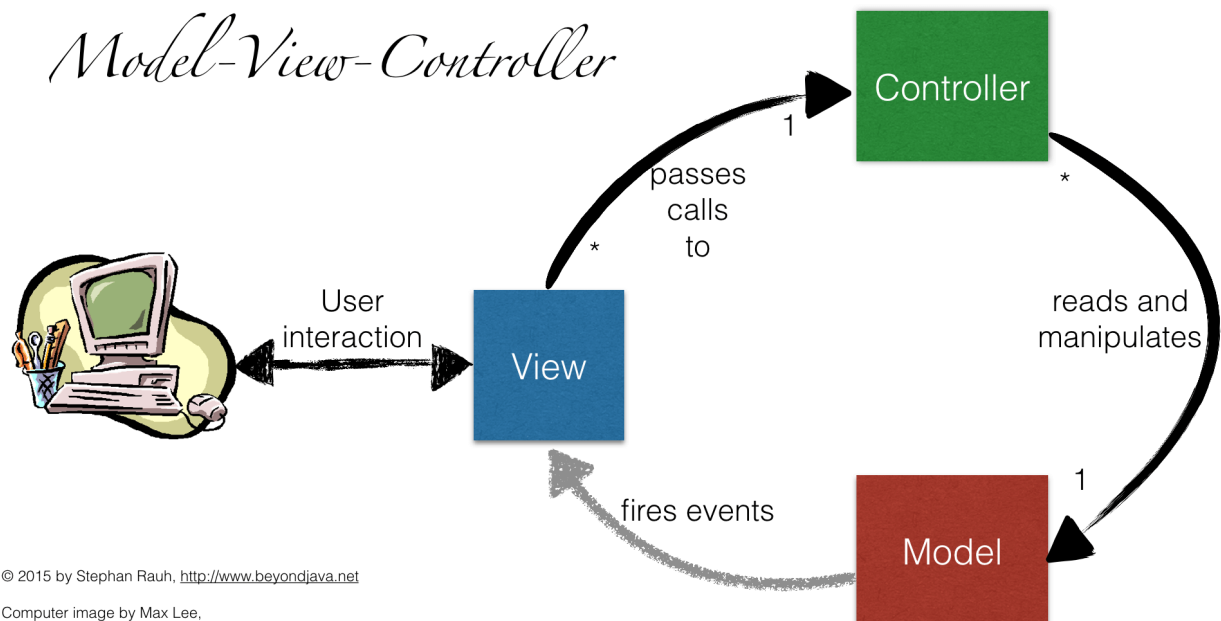 Model-View-Controller
Controller
1
*
passes
calls
to
*
User
interaction
reads and
manipulates
View
1
fires events
Model
© 2015 by Stephan Rauh, http://www.beyondjava.net
Computer image by Max Lee,